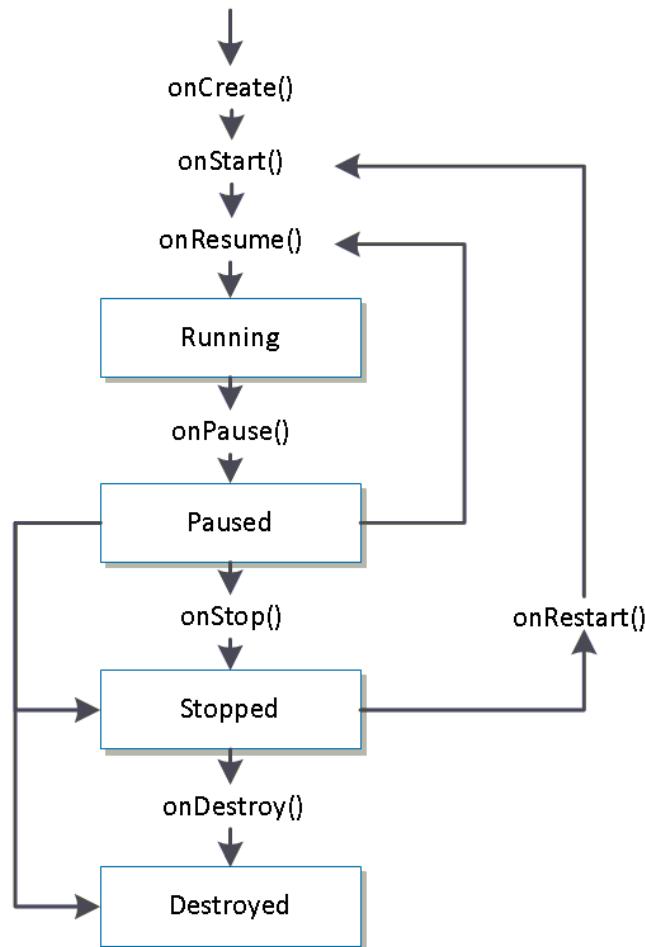 onCreate()
onStart()
onResume()
Running
onPause()
Paused
onStop()
onRestart()
Stopped
onDestroy()
Destroyed